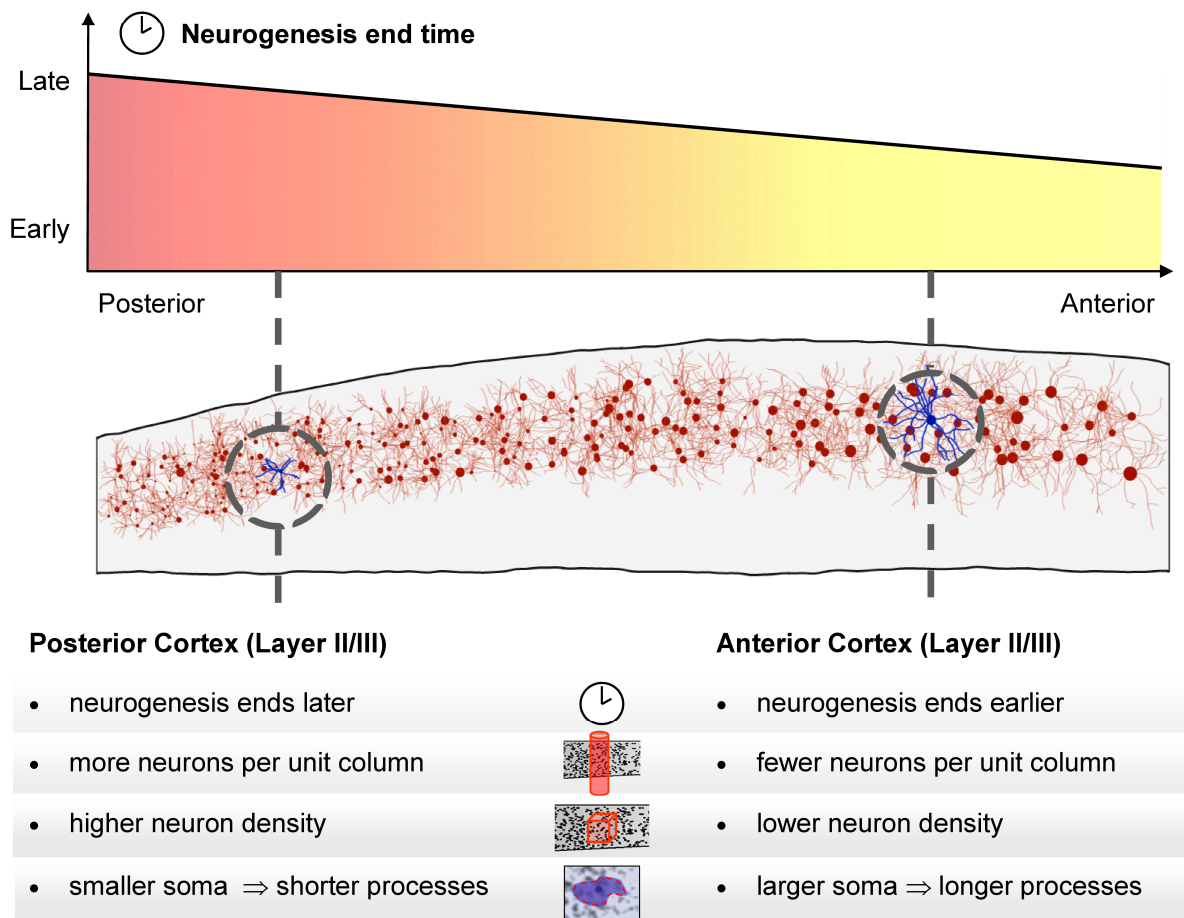 Neurogenesis end time
Late
Early
Posterior
Anterior
Posterior Cortex (Layer II/III)
Anterior Cortex (Layer II/III)
• neurogenesis ends later
• neurogenesis ends earlier
• more neurons per unit column
• fewer neurons per unit column
• higher neuron density
• lower neuron density
• smaller soma ⇒ shorter processes
• larger soma ⇒ longer processes